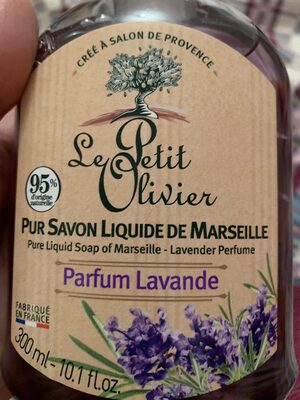 CRÉÉ À SALON DE PROVENCE
Le Petit
Olivier
95%
d'origine
naturelle
PUR SAVON LIQUIDE DE MARSEILLE
Pure Liquid Soap of Marseille - Lavender Perfume
Parfum Lavande
FABRIQUÉ
EN FRANCE
300 ml - 10.1 fl.oz.